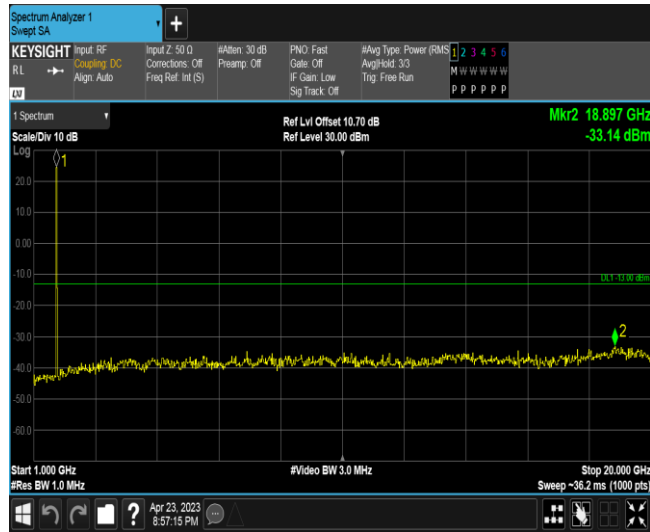 Spectrum Analyzer 1
Swept SA
KEYSIGHT
RL
LXI
Input: RF
Coupling: DC
Align: Auto
Input Z: 50 Ω
Corrections: Off
Freq Ref: Int (S)
#Atten: 30 dB
Preamp: Off
PNO: Fast
Gate: Off
IF Gain: Low
Sig Track: Off
#Avg Type: Power (RMS
Avg|Hold: 3/3
Trig: Free Run
1 2 3 4 5 6
M W W W W W
P P P P P P
1 Spectrum
Scale/Div 10 dB
Log
Ref Lvl Offset 10.70 dB
Ref Level 30.00 dBm
Mkr2 18.897 GHz
-33.14 dBm
1
20.0
10.0
0.00
-10.0
DL1 -13.00 dBm
-20.0
-30.0
2
-40.0
-50.0
-60.0
Start 1.000 GHz
#Video BW 3.0 MHz
Stop 20.000 GHz
#Res BW 1.0 MHz
Sweep ~36.2 ms (1000 pts)
?
Apr 23, 2023
8:57:15 PM